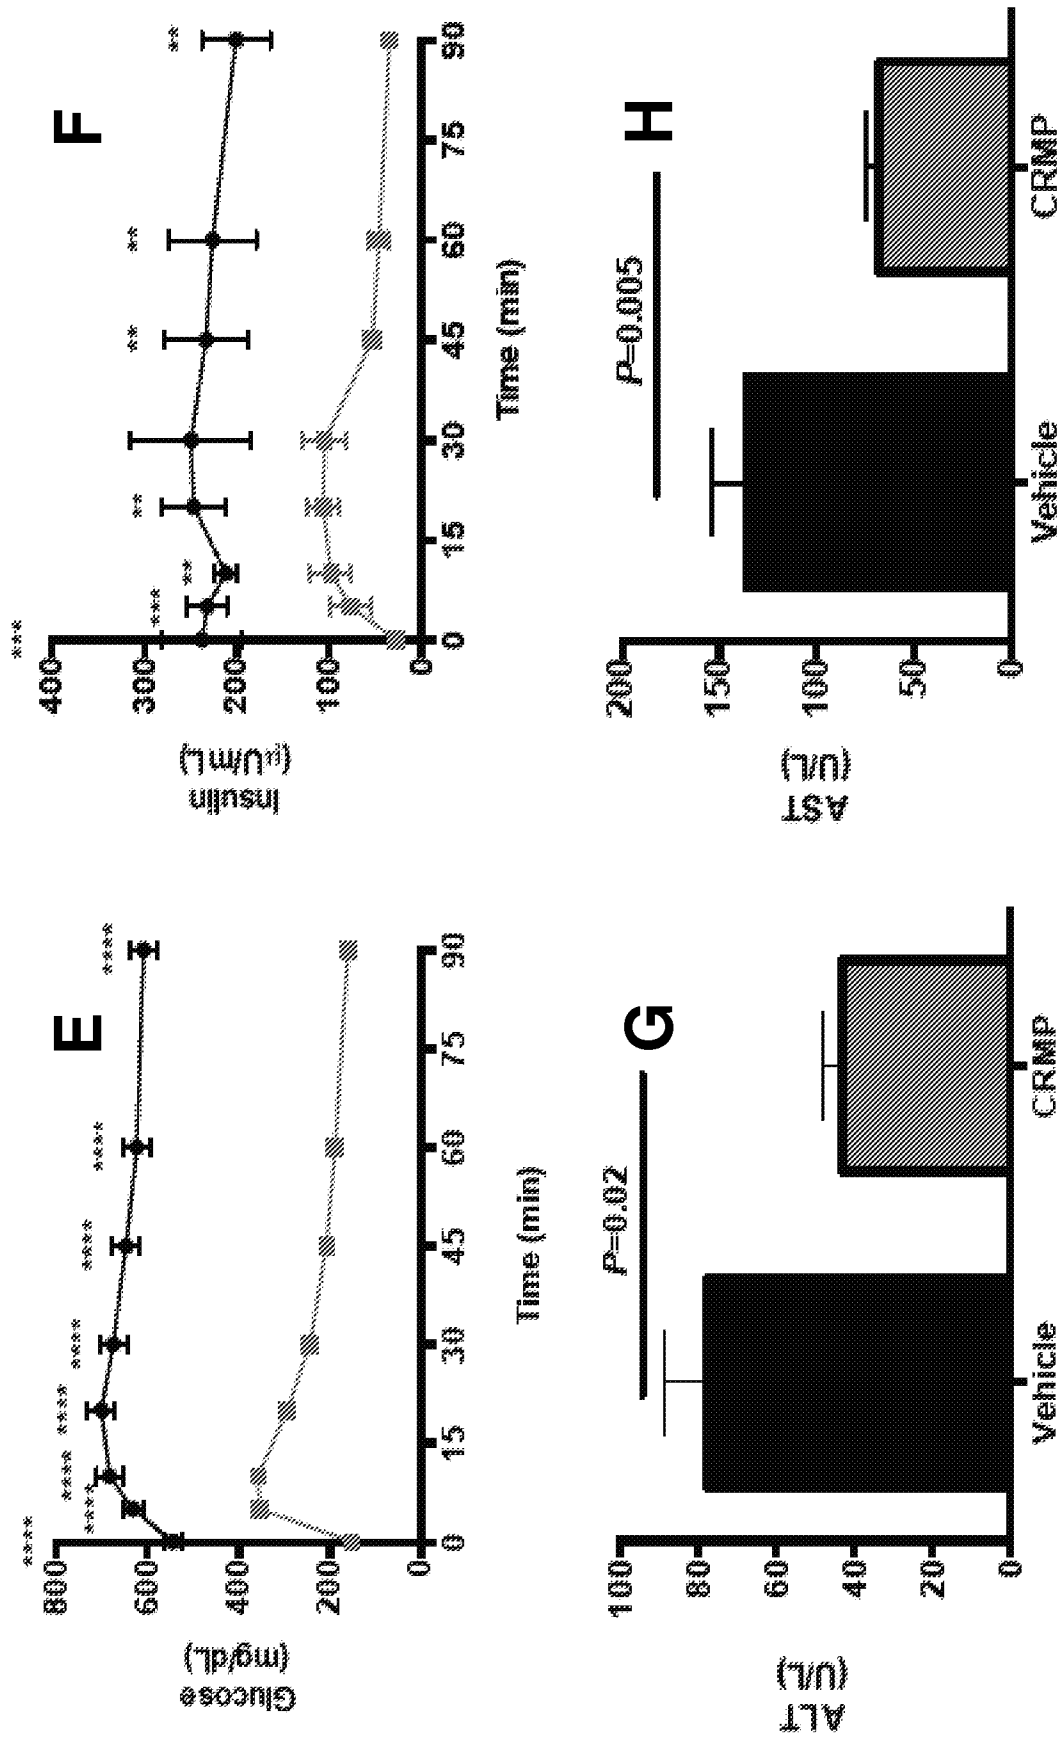 E
****
****
****
****
****
****
****
****
Glucose
(mg/dL)
800
600
400
200
0
15
30
45
60
75
90
Time (min)
F
***
***
**
**
**
**
**
Insulin
(µU/mL)
400
300
200
100
0
0
15
30
45
60
75
90
Time (min)
G
P=0.02
ALT
(U/L)
100
80
60
40
20
0
Vehicle
CRMP
H
P=0.005
AST
(U/L)
200
150
100
50
0
Vehicle
CRMP